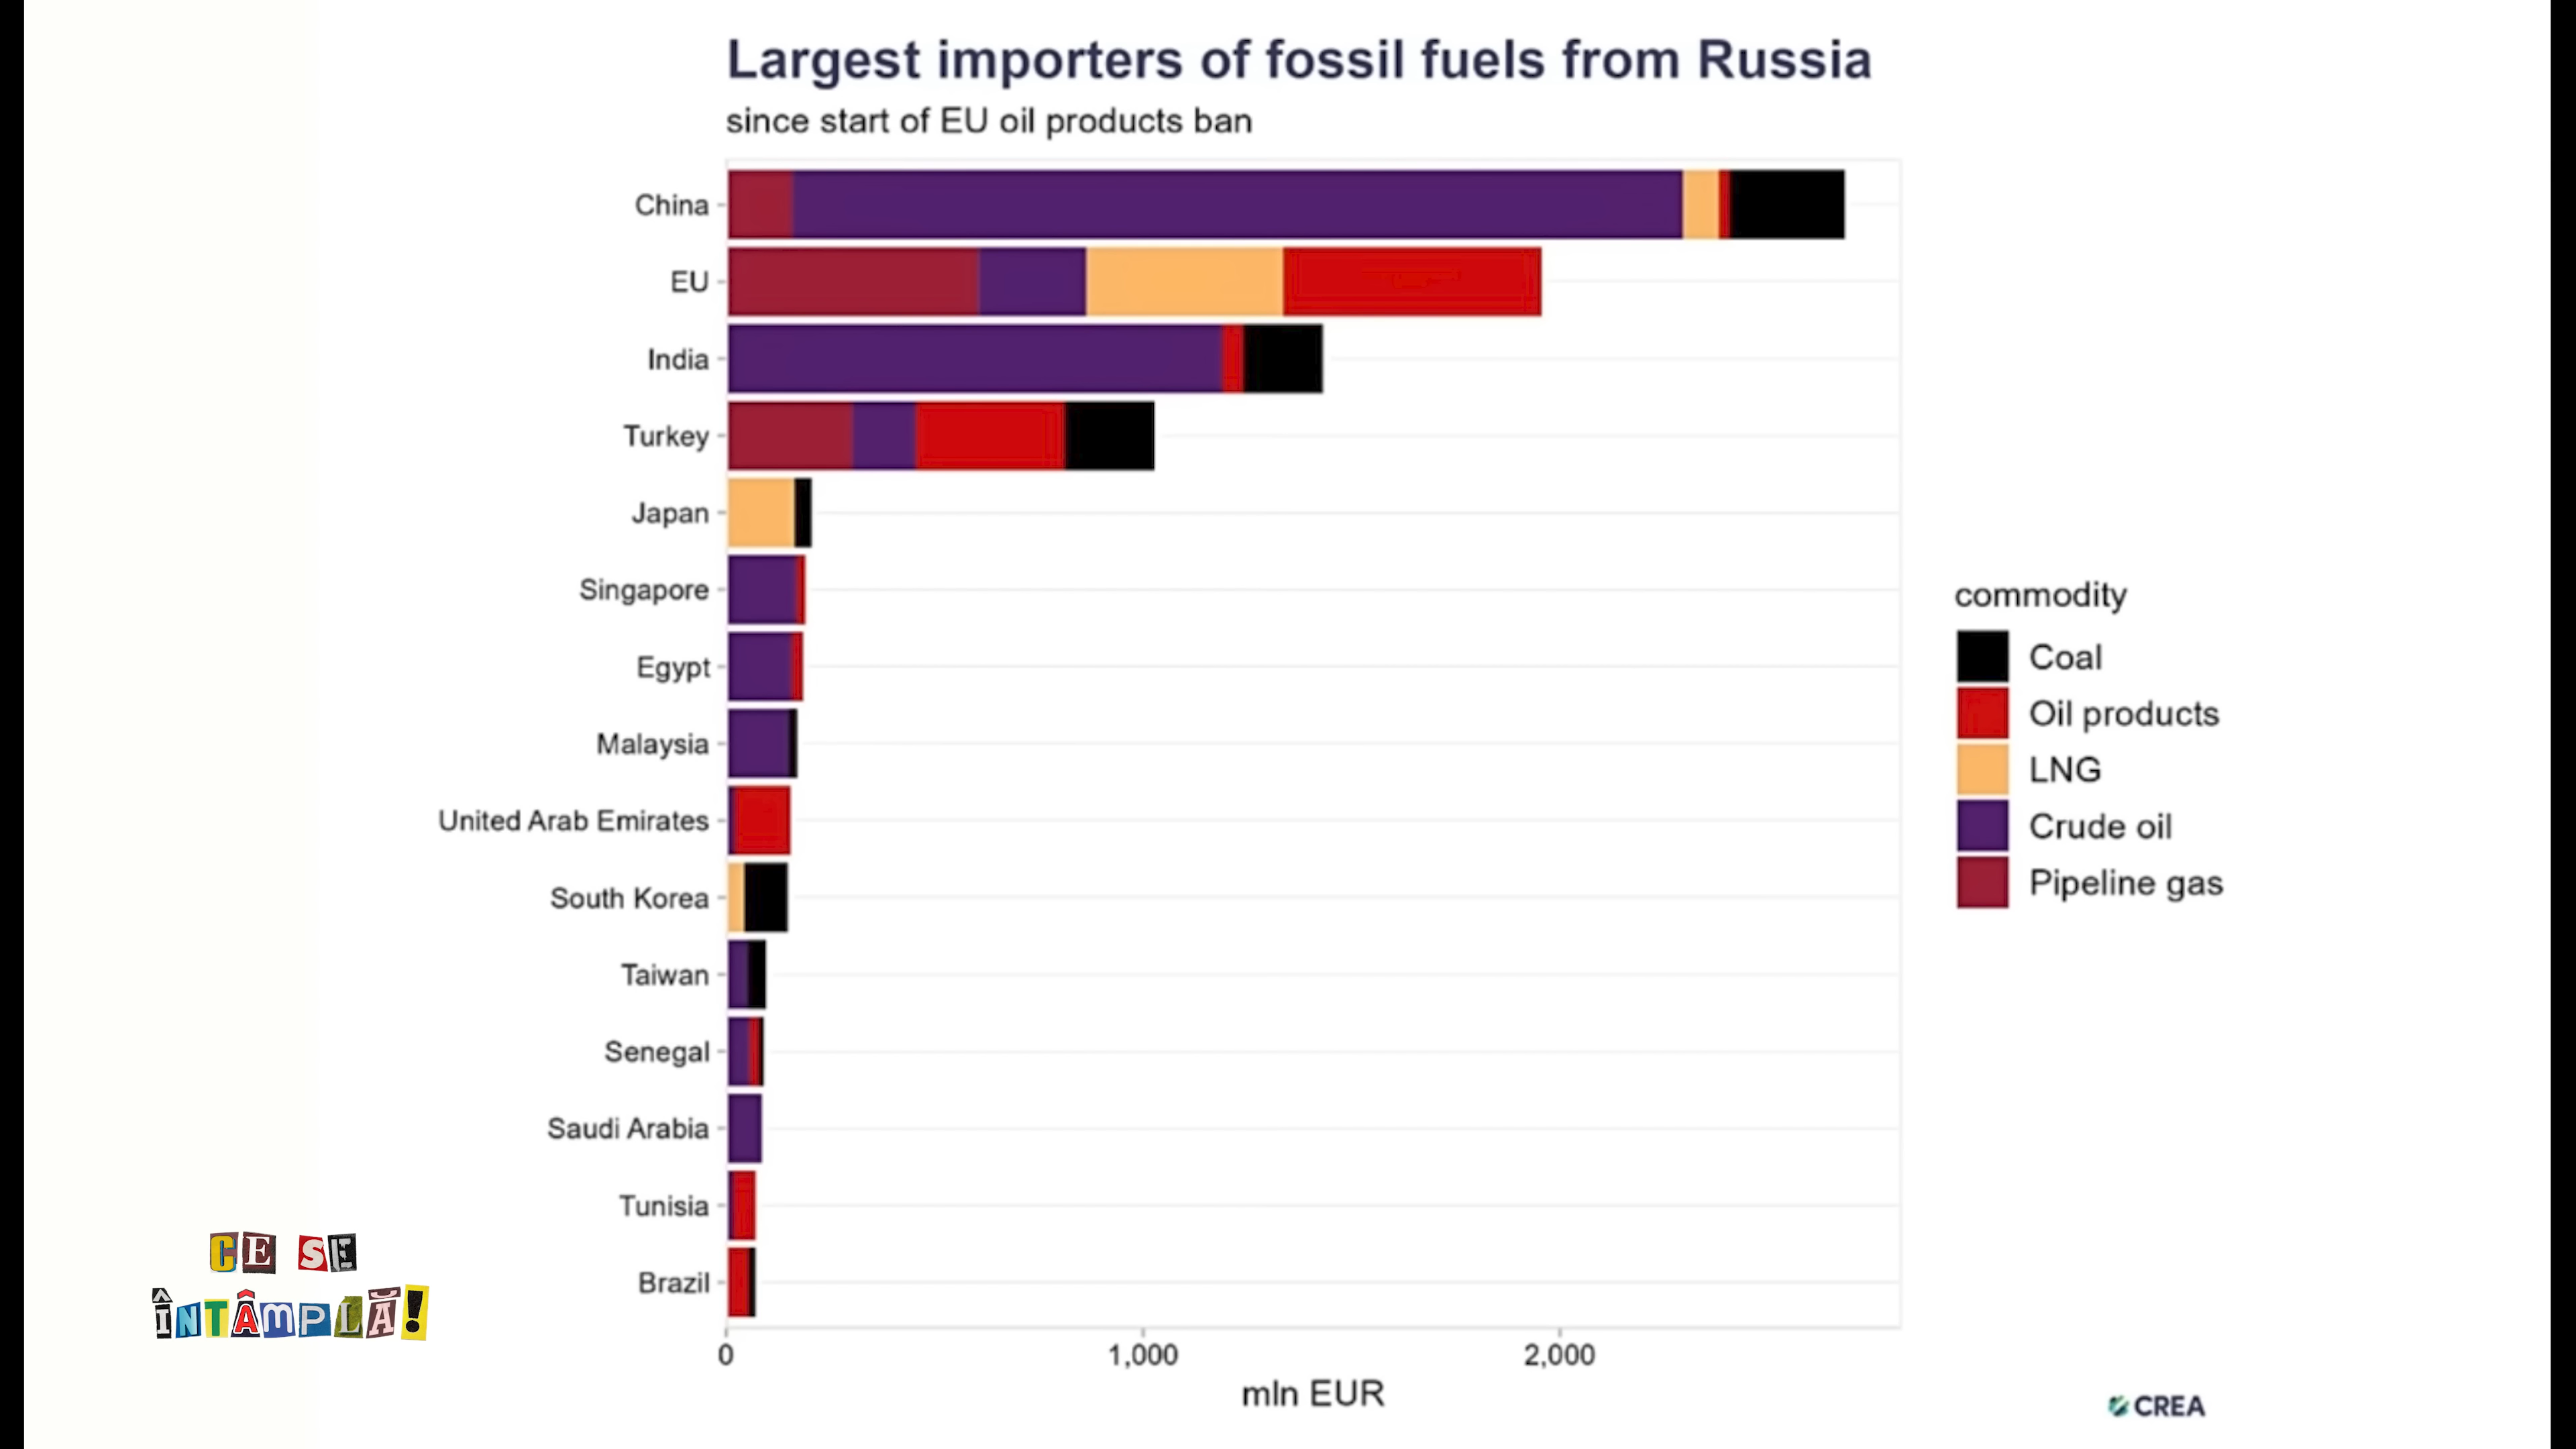 Largest importers of fossil fuels from Russia
since start of EU oil products ban
China
EU
India
Turkey
Japan
Singapore
Egypt
Malaysia
United Arab Emirates
South Korea
Taiwan
Senegal
Saudi Arabia
Tunisia
Brazil
0 1,000 2,000
mln EUR
commodity
Coal
Oil products
LNG
Crude oil
Pipeline gas
CE SE
ÎNTÂMPLĂ!
CREA